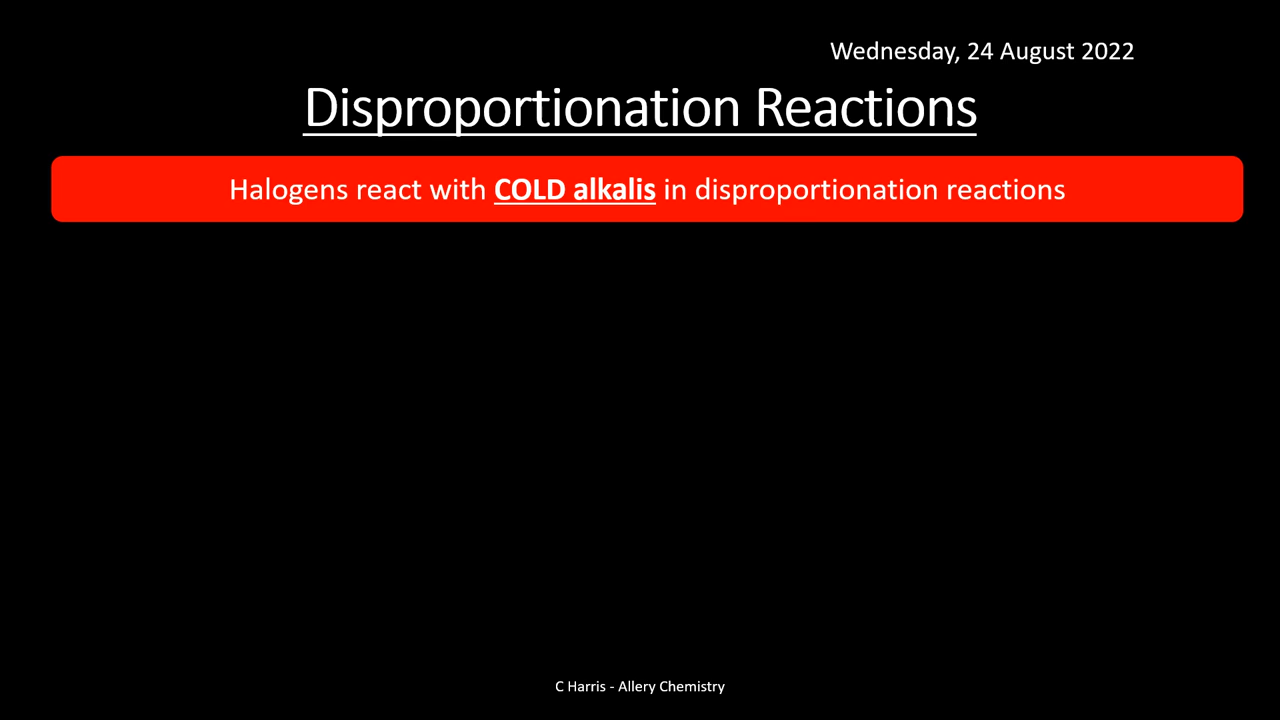 Wednesday, 24 August 2022
Disproportionation Reactions
Halogens react with COLD alkalis in disproportionation reactions
C Harris - Allery Chemistry